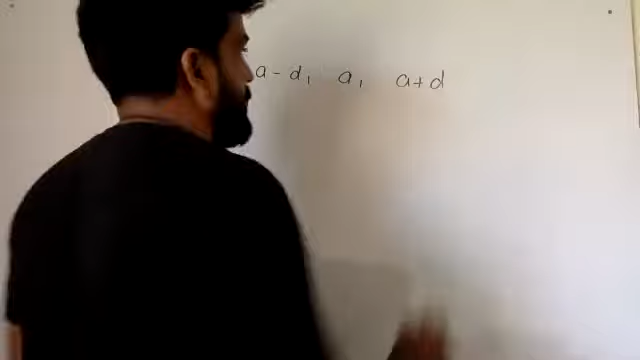 a - d, a, a + d